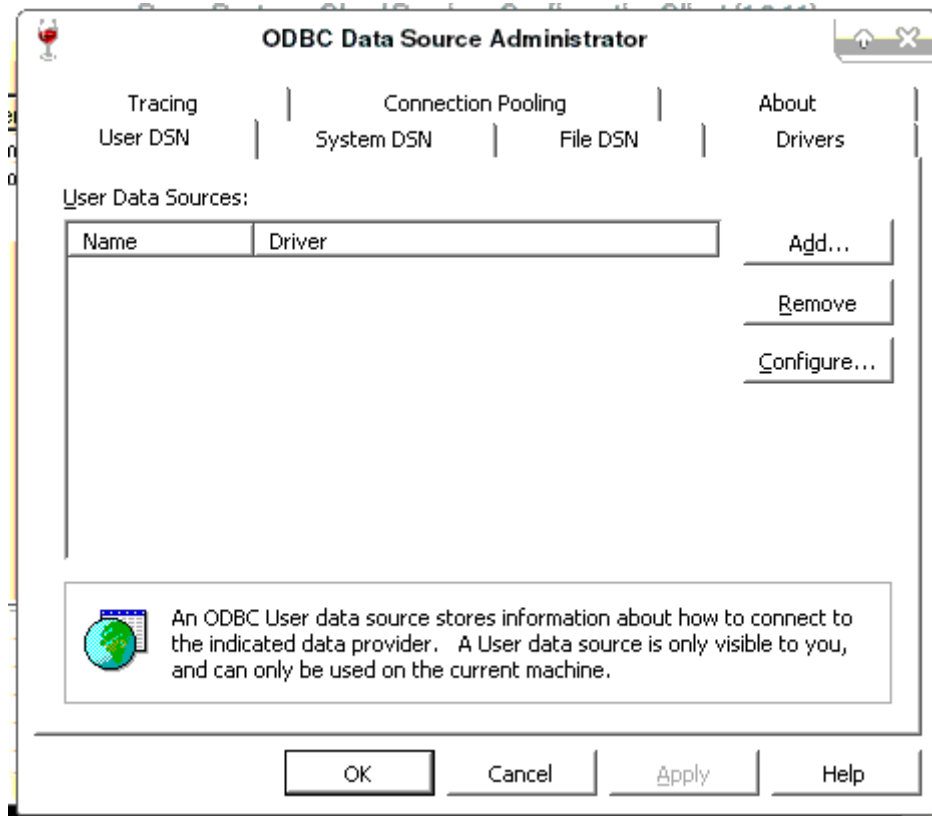 ODBC Data Source Administrator
Tracing Connection Pooling About
User DSN System DSN File DSN Drivers
User Data Sources:
Name Driver
Add...
Remove
Configure...
An ODBC User data source stores information about how to connect to
the indicated data provider. A User data source is only visible to you,
and can only be used on the current machine.
OK Cancel Apply Help